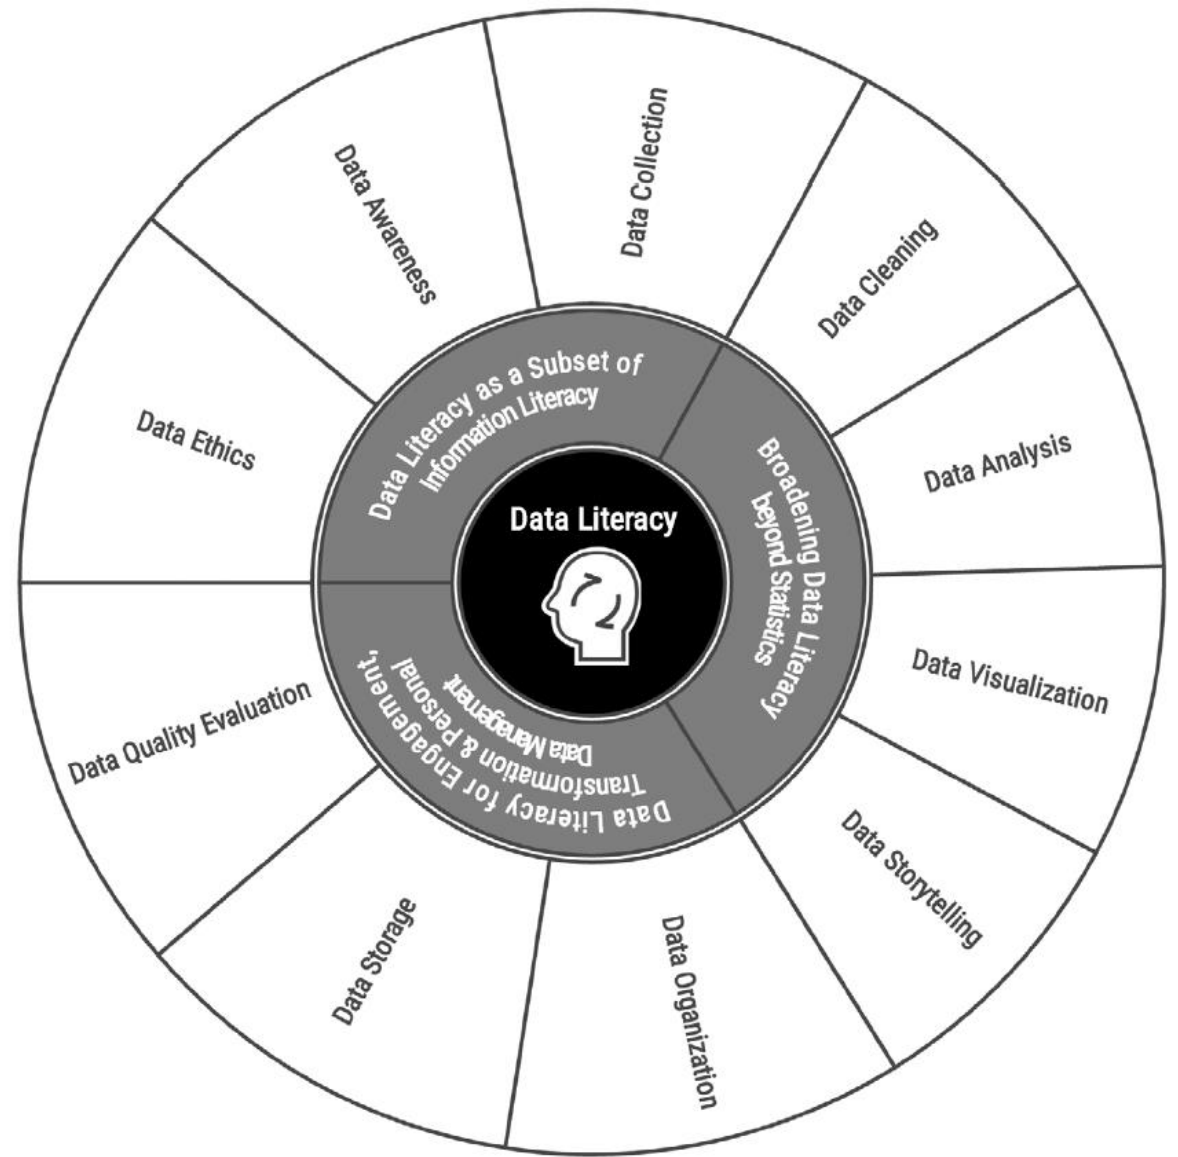 Data Literacy
Data Literacy as a Subset of
Information Literacy
Broadening Data Literacy
beyond Statistics
Data Literacy for Engagement,
Transformation & Personal
Data Management
Data Ethics
Data Awareness
Data Collection
Data Cleaning
Data Analysis
Data Visualization
Data Storytelling
Data Organization
Data Storage
Data Quality Evaluation